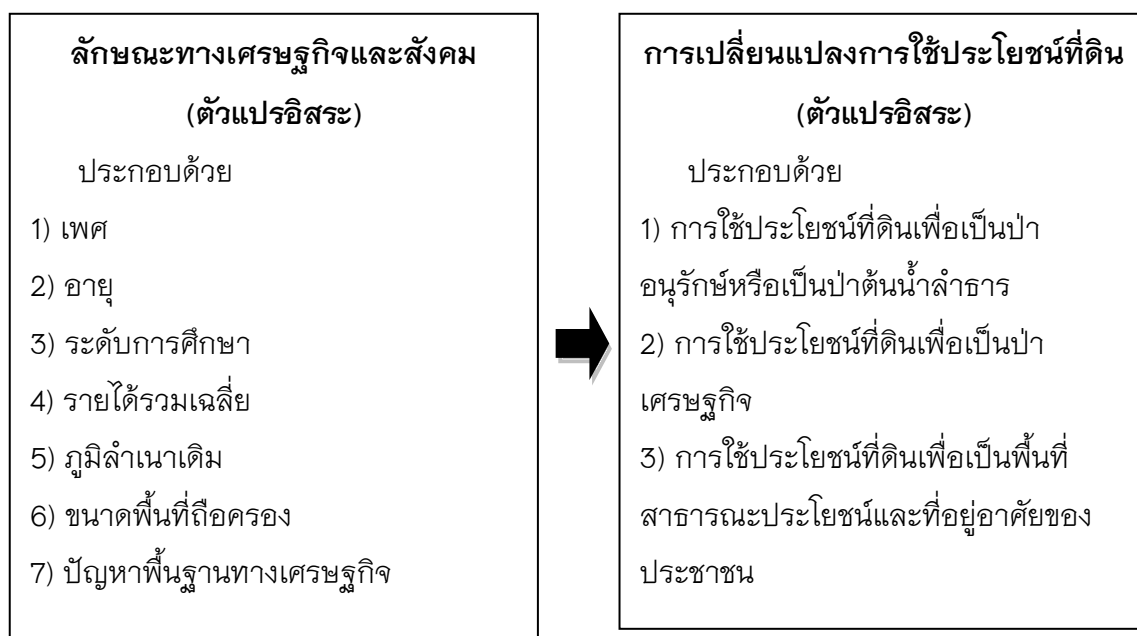 ลักษณะทางเศรษฐกิจและสังคม
(ตัวแปรอิสระ)
ประกอบด้วย
1) เพศ
2) อายุ
3) ระดับการศึกษา
4) รายได้รวมเฉลี่ย
5) ภูมิลำเนาเดิม
6) ขนาดพื้นที่ถือครอง
7) ปัญหาพื้นฐานทางเศรษฐกิจ
การเปลี่ยนแปลงการใช้ประโยชน์ที่ดิน
(ตัวแปรอิสระ)
ประกอบด้วย
1) การใช้ประโยชน์ที่ดินเพื่อเป็นป่า
อนุรักษ์หรือเป็นป่าต้นน้ำลำธาร
2) การใช้ประโยชน์ที่ดินเพื่อเป็นป่า
เศรษฐกิจ
3) การใช้ประโยชน์ที่ดินเพื่อเป็นพื้นที่
สาธารณะประโยชน์และที่อยู่อาศัยของ
ประชาชน